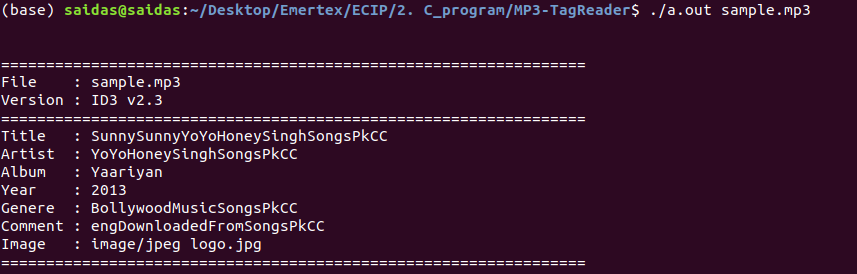 (base) saidas@saidas:~/Desktop/Emertex/ECIP/2. C_program/MP3-TagReader$ ./a.out sample.mp3
=================================================================
File    : sample.mp3
Version : ID3 v2.3
=================================================================
Title   : SunnySunnyYoYoHoneySinghSongsPkCC
Artist  : YoYoHoneySinghSongsPkCC
Album   : Yaariyan
Year    : 2013
Genere  : BollywoodMusicSongsPkCC
Comment : engDownloadedFromSongsPkCC
Image   : image/jpeg logo.jpg
=================================================================